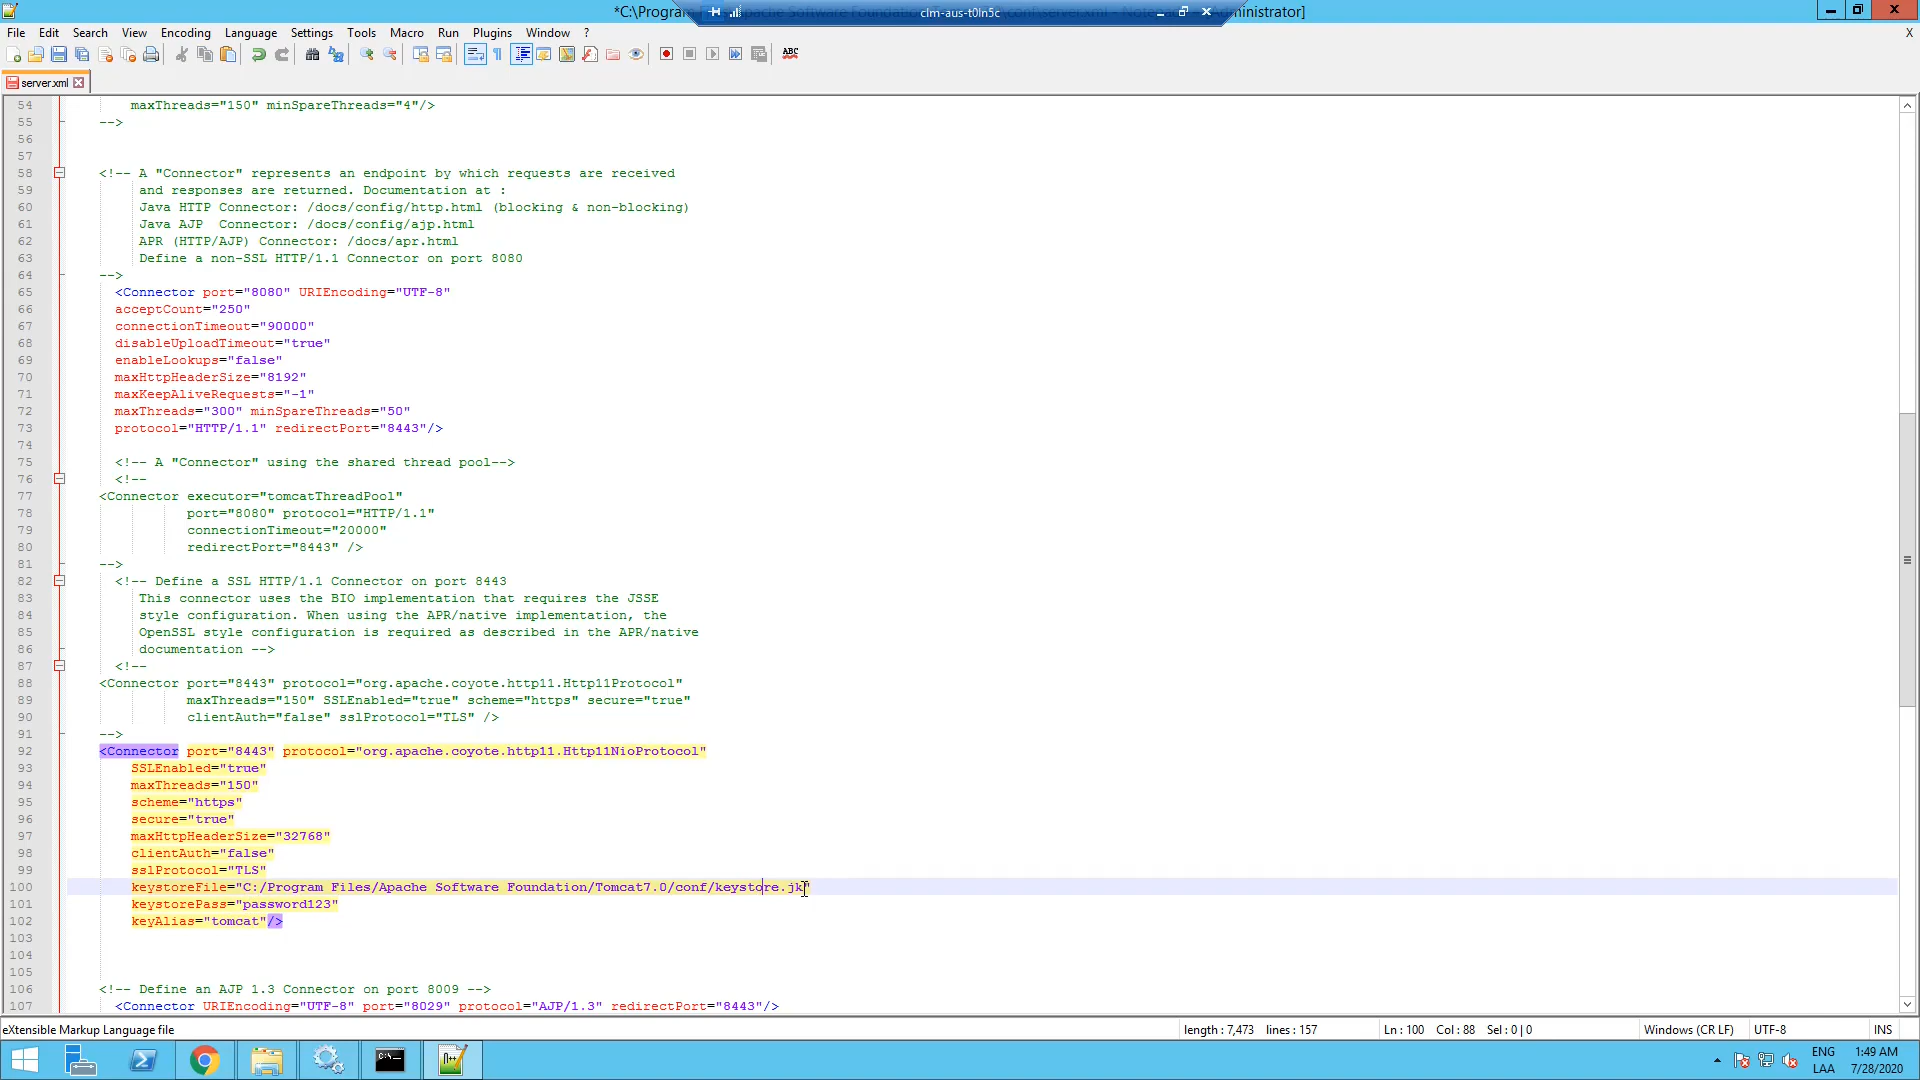 *C:\Program Files\Apache Software Foundation
clm-aus-t0ln5c
conf\server.xml - Notepad++ [Administrator]
File Edit Search View Encoding Language Settings Tools Macro Run Plugins Window ? X
ABC
server.xml
54 maxThreads="150" minSpareThreads="4"/>
55 -->
56
57
58 <!-- A "Connector" represents an endpoint by which requests are received
59 and responses are returned. Documentation at :
60 Java HTTP Connector: /docs/config/http.html (blocking & non-blocking)
61 Java AJP  Connector: /docs/config/ajp.html
62 APR (HTTP/AJP) Connector: /docs/apr.html
63 Define a non-SSL HTTP/1.1 Connector on port 8080
64 -->
65 <Connector port="8080" URIEncoding="UTF-8"
66 acceptCount="250"
67 connectionTimeout="90000"
68 disableUploadTimeout="true"
69 enableLookups="false"
70 maxHttpHeaderSize="8192"
71 maxKeepAliveRequests="-1"
72 maxThreads="300" minSpareThreads="50"
73 protocol="HTTP/1.1" redirectPort="8443"/>
74
75 <!-- A "Connector" using the shared thread pool-->
76 <!--
77 <Connector executor="tomcatThreadPool"
78 port="8080" protocol="HTTP/1.1"
79 connectionTimeout="20000"
80 redirectPort="8443" />
81 -->
82 <!-- Define a SSL HTTP/1.1 Connector on port 8443
83 This connector uses the BIO implementation that requires the JSSE
84 style configuration. When using the APR/native implementation, the
85 OpenSSL style configuration is required as described in the APR/native
86 documentation -->
87 <!--
88 <Connector port="8443" protocol="org.apache.coyote.http11.Http11Protocol"
89 maxThreads="150" SSLEnabled="true" scheme="https" secure="true"
90 clientAuth="false" sslProtocol="TLS" />
91 -->
92 <Connector port="8443" protocol="org.apache.coyote.http11.Http11NioProtocol"
93 SSLEnabled="true"
94 maxThreads="150"
95 scheme="https"
96 secure="true"
97 maxHttpHeaderSize="32768"
98 clientAuth="false"
99 sslProtocol="TLS"
100 keystoreFile="C:/Program Files/Apache Software Foundation/Tomcat7.0/conf/keystore.jk"
101 keystorePass="password123"
102 keyAlias="tomcat"/>
103
104
105
106 <!-- Define an AJP 1.3 Connector on port 8009 -->
107 <Connector URIEncoding="UTF-8" port="8029" protocol="AJP/1.3" redirectPort="8443"/>
eXtensible Markup Language file length : 7,473 lines : 157 Ln : 100 Col : 88 Sel : 0 | 0 Windows (CR LF) UTF-8 INS
ENG 1:49 AM
LAA 7/28/2020